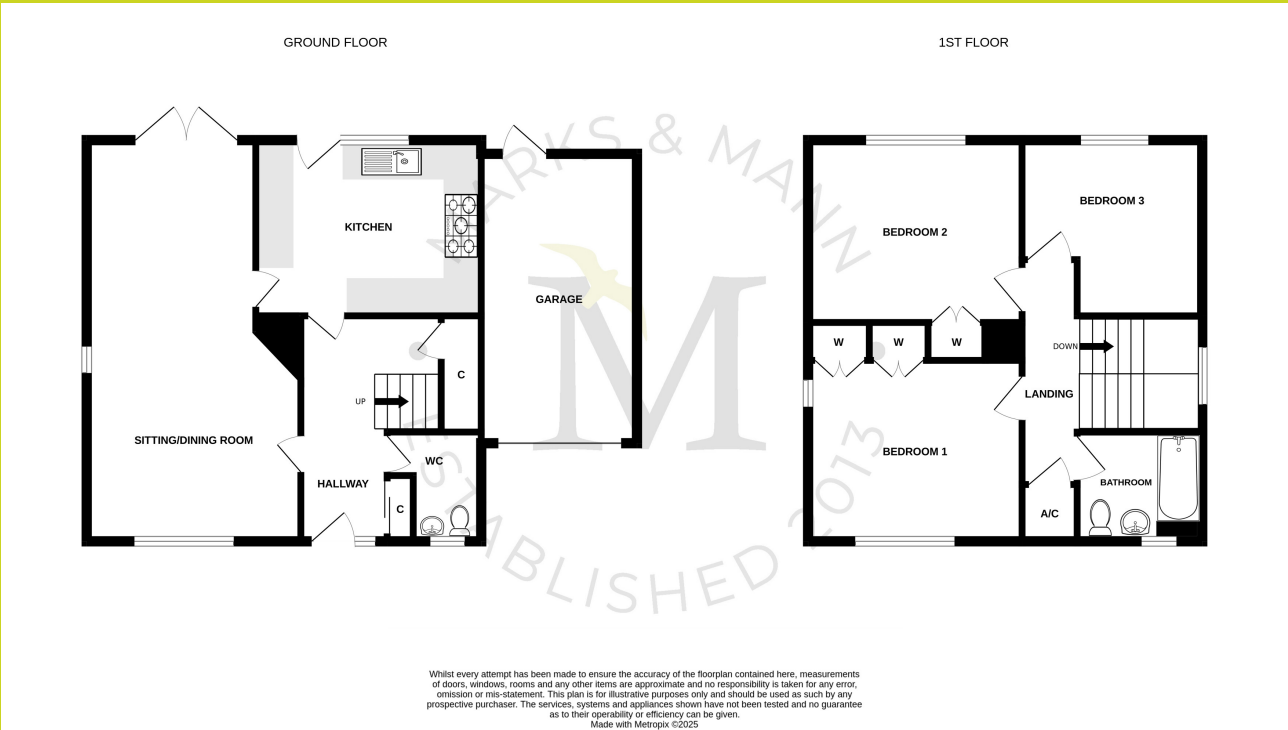 GROUND FLOOR
1ST FLOOR
MARKS & MANN
KITCHEN
BEDROOM 3
BEDROOM 2
GARAGE
M
W
W
W
DOWN
C
UP
LANDING
SITTING/DINING ROOM
WC
BEDROOM 1
HALLWAY
BATHROOM
C
A/C
ESTABLISHED 2013
Whilst every attempt has been made to ensure the accuracy of the floorplan contained here, measurements
of doors, windows, rooms and any other items are approximate and no responsibility is taken for any error,
omission or mis-statement. This plan is for illustrative purposes only and should be used as such by any
prospective purchaser. The services, systems and appliances shown have not been tested and no guarantee
as to their operability or efficiency can be given.
Made with Metropix ©2025